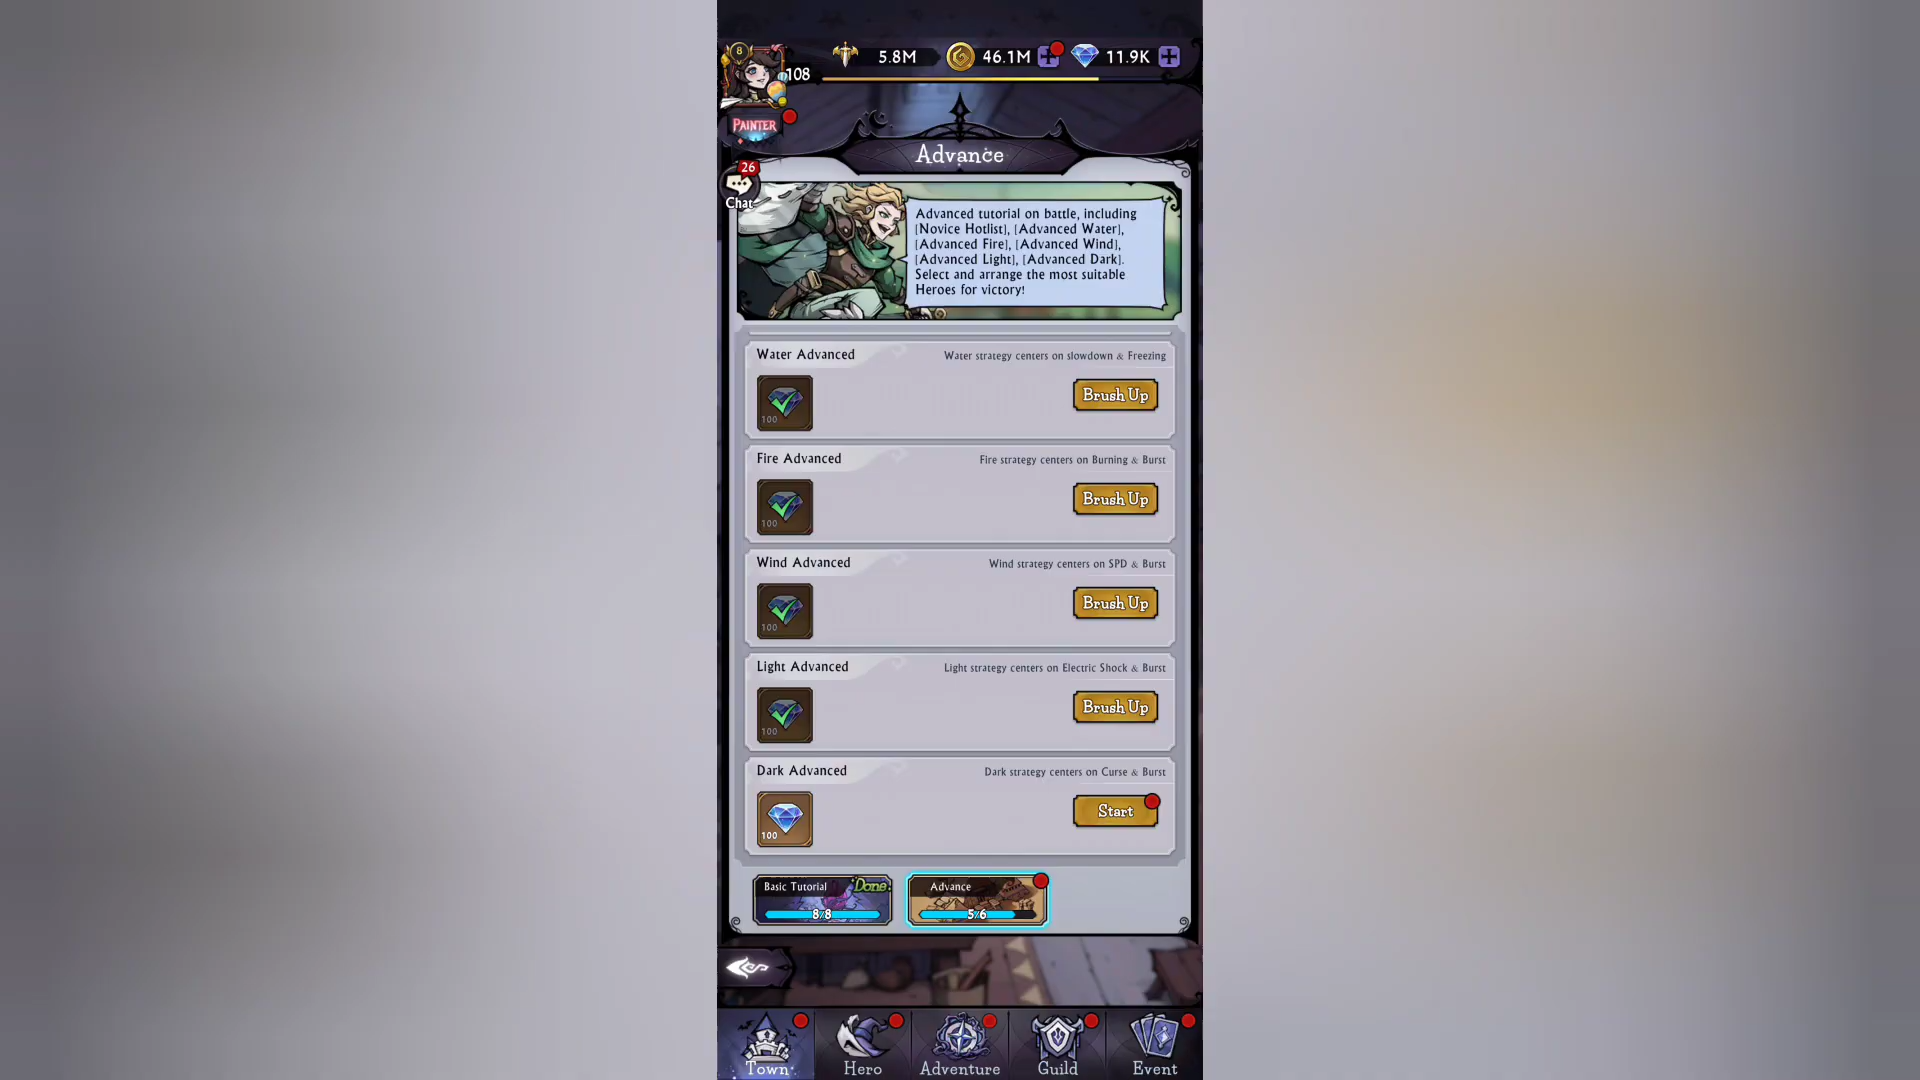 8
108
5.8M
46.1M
11.9K
PAINTER
Advance
26
Chat
Advanced tutorial on battle, including
[Novice Hotlist], [Advanced Water],
[Advanced Fire], [Advanced Wind],
[Advanced Light], [Advanced Dark].
Select and arrange the most suitable
Heroes for victory!
Water Advanced
Water strategy centers on slowdown & Freezing
100
Brush Up
Fire Advanced
Fire strategy centers on Burning & Burst
100
Brush Up
Wind Advanced
Wind strategy centers on SPD & Burst
100
Brush Up
Light Advanced
Light strategy centers on Electric Shock & Burst
100
Brush Up
Dark Advanced
Dark strategy centers on Curse & Burst
100
Start
Basic Tutorial
Done!
8/8
Advance
5/6
Town
Hero
Adventure
Guild
Event